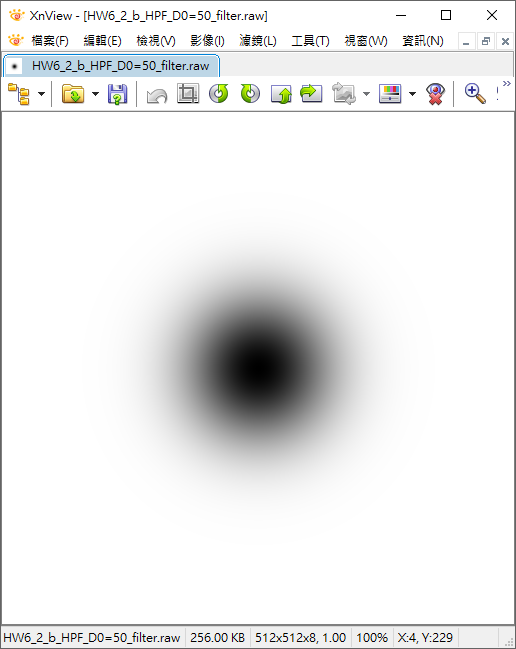 XnView - [HW6_2_b_HPF_D0=50_filter.raw]
檔案(F) 編輯(E) 檢視(V) 影像(I) 濾鏡(L) 工具(T) 視窗(W) 資訊(N)
HW6_2_b_HPF_D0=50_filter.raw
HW6_2_b_HPF_D0=50_filter.raw 256.00 KB 512x512x8, 1.00 100% X:4, Y:229